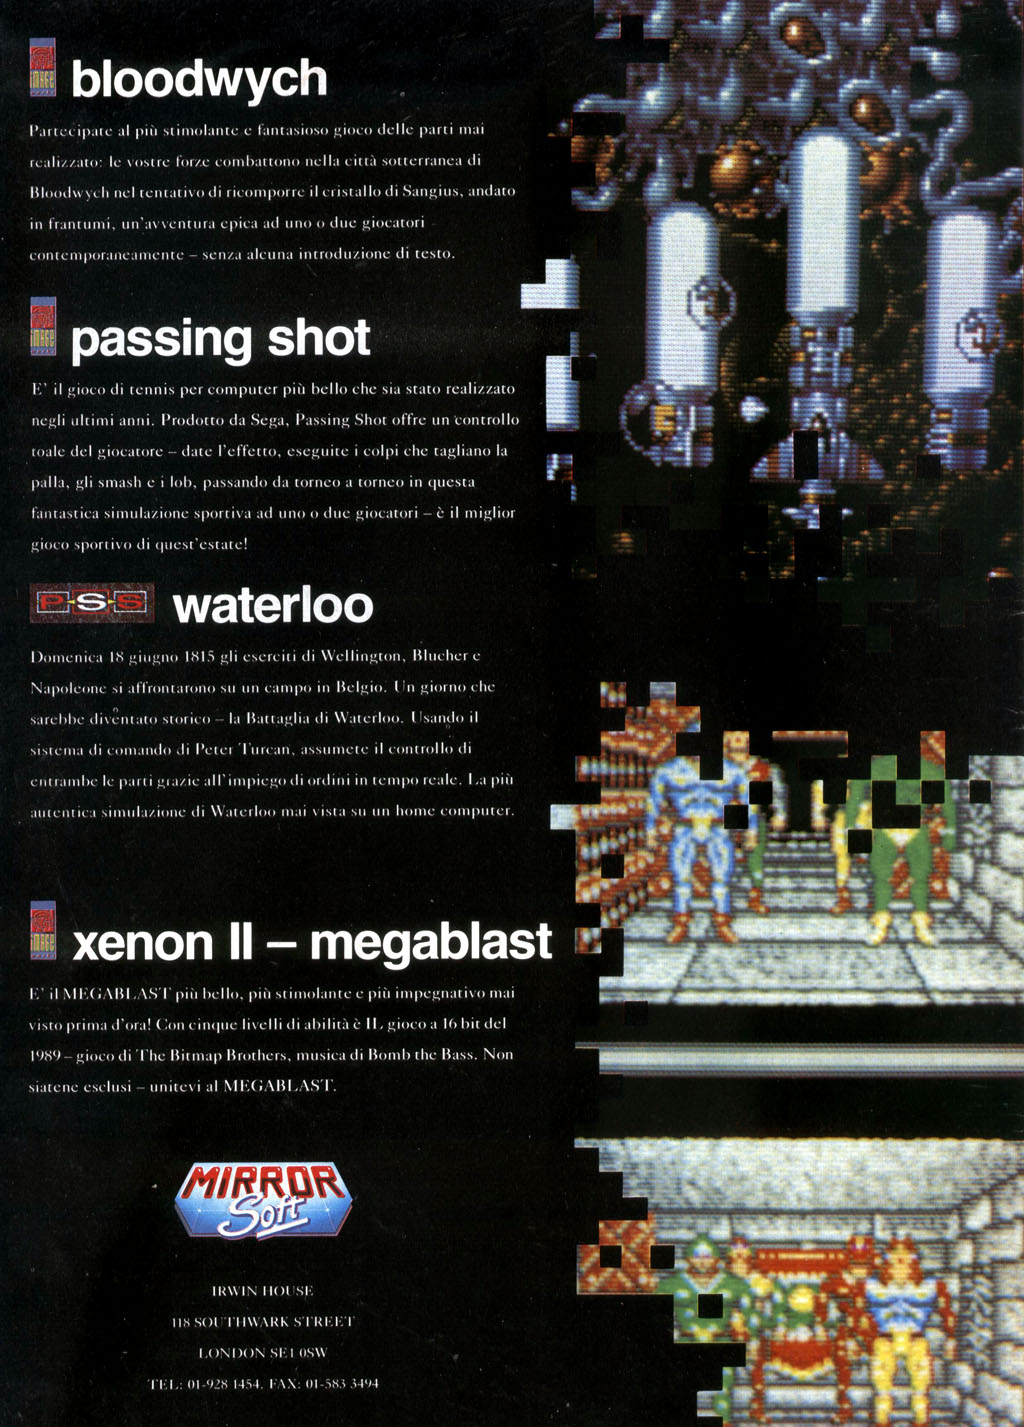 image
bloodwych
Partecipate al più stimolante e fantasioso gioco delle parti mai
realizzato: le vostre forze combattono nella città sotterranea di
Bloodwych nel tentativo di ricomporre il cristallo di Sangius, andato
in frantumi, un'avventura epica ad uno o due giocatori
contemporaneamente – senza alcuna introduzione di testo.
image
passing shot
E' il gioco di tennis per computer più bello che sia stato realizzato
negli ultimi anni. Prodotto da Sega, Passing Shot offre un controllo
toale del giocatore – date l'effetto, eseguite i colpi che tagliano la
palla, gli smash e i lob, passando da torneo a torneo in questa
fantastica simulazione sportiva ad uno o due giocatori – è il miglior
gioco sportivo di quest'estate!
PSS
waterloo
Domenica 18 giugno 1815 gli eserciti di Wellington, Blucher e
Napoleone si affrontarono su un campo in Belgio. Un giorno che
sarebbe diventato storico – la Battaglia di Waterloo. Usando il
sistema di comando di Peter Turcan, assumete il controllo di
entrambe le parti grazie all'impiego di ordini in tempo reale. La più
autentica simulazione di Waterloo mai vista su un home computer.
image
xenon II – megablast
E' il MEGABLAST più bello, più stimolante e più impegnativo mai
visto prima d'ora! Con cinque livelli di abilità è IL gioco a 16 bit del
1989 – gioco di The Bitmap Brothers, musica di Bomb the Bass. Non
siatene esclusi – unitevi al MEGABLAST.
MIRROR
Soft
IRWIN HOUSE
118 SOUTHWARK STREET
LONDON SE1 0SW
TEL: 01-928 1454. FAX: 01-583 3494